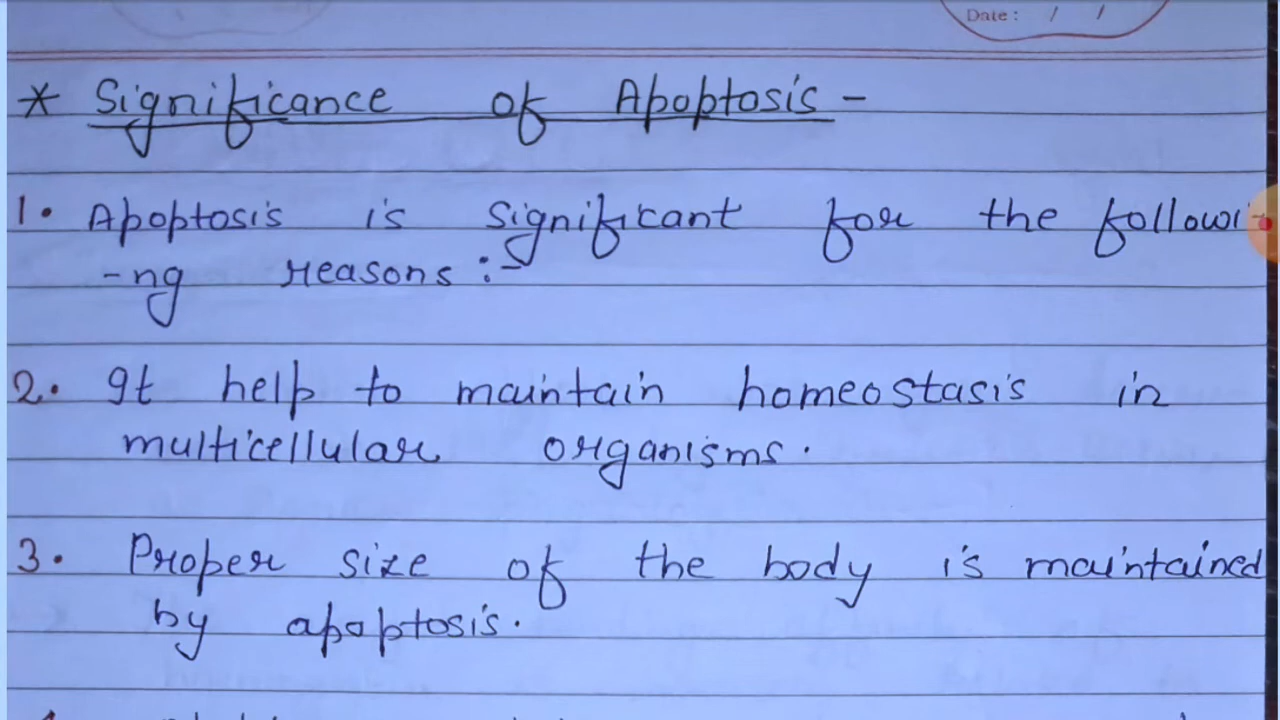 Date : / /
* Significance of Apoptosis -
1. Apoptosis is significant for the followi-
-ng reasons :-
2. It help to maintain homeostasis in
multicellular organisms.
3. Proper size of the body is maintained
by apoptosis.